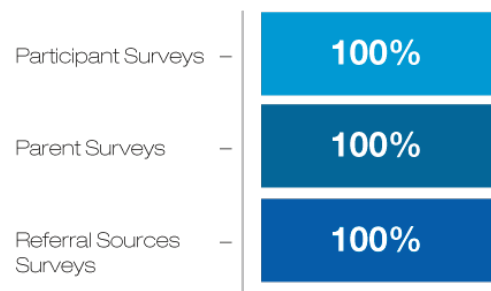 Participant Surveys – 100%
Parent Surveys – 100%
Referral Sources – 100%
Surveys